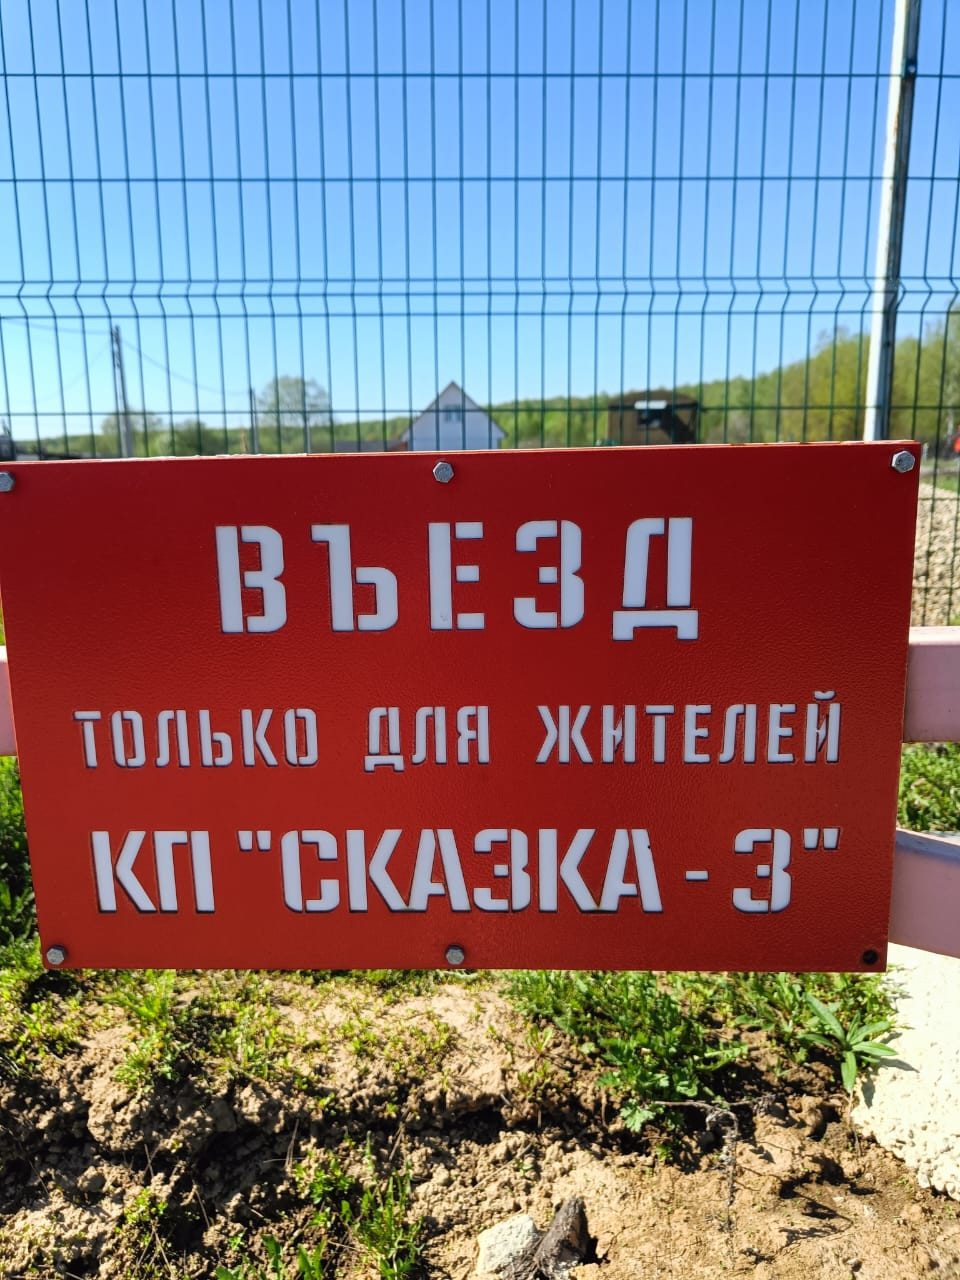 ВЪЕЗД
ТОЛЬКО ДЛЯ ЖИТЕЛЕЙ
КП "СКАЗКА - 3"